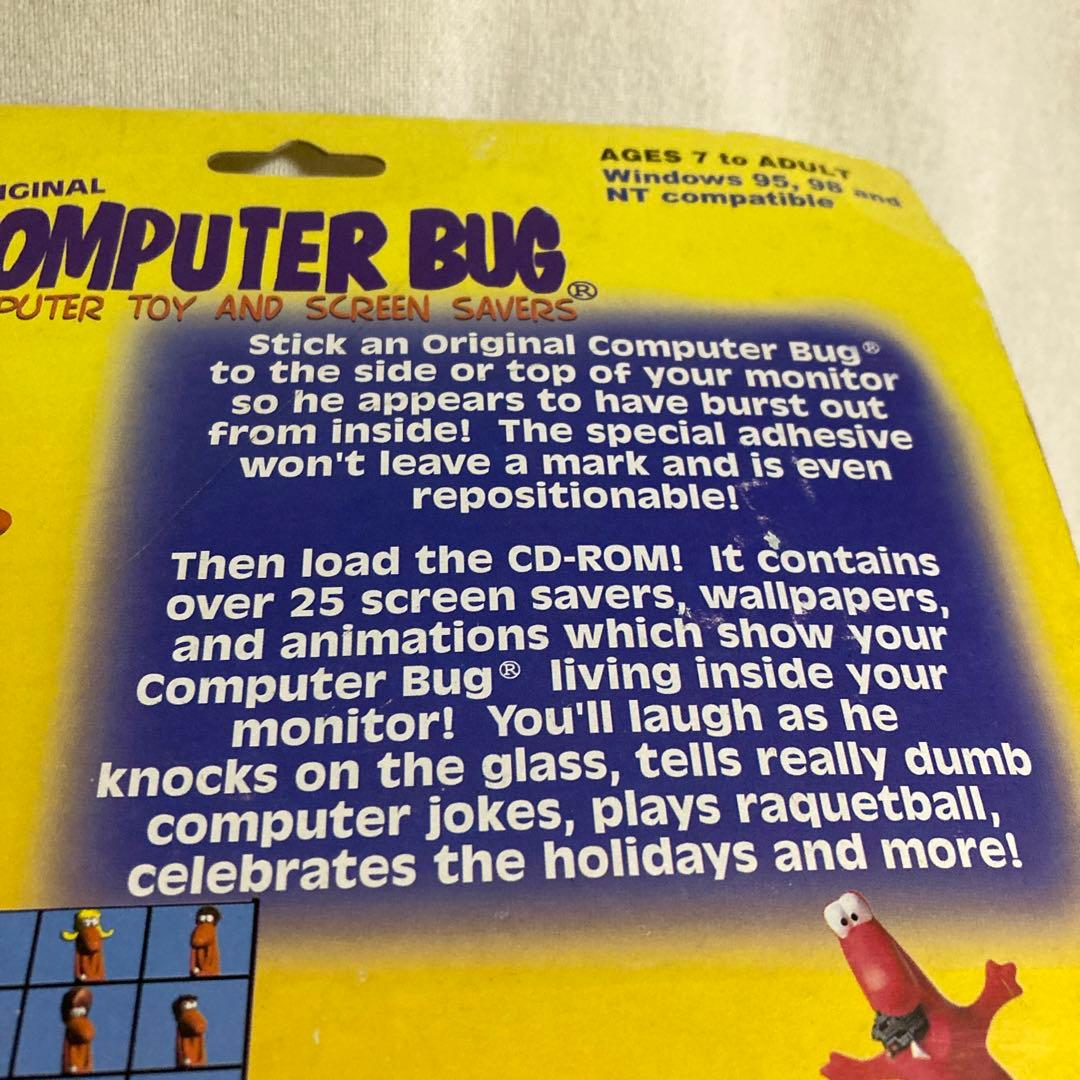 AGES 7 to ADULT
Windows 95, 98 and
NT compatible
IGINAL
OMPUTER BUG®
PUTER TOY AND SCREEN SAVERS
Stick an Original Computer Bug®
to the side or top of your monitor
so he appears to have burst out
from inside! The special adhesive
won't leave a mark and is even
repositionable!
Then load the CD-ROM! It contains
over 25 screen savers, wallpapers,
and animations which show your
Computer Bug® living inside your
monitor! You'll laugh as he
knocks on the glass, tells really dumb
computer jokes, plays raquetball,
celebrates the holidays and more!